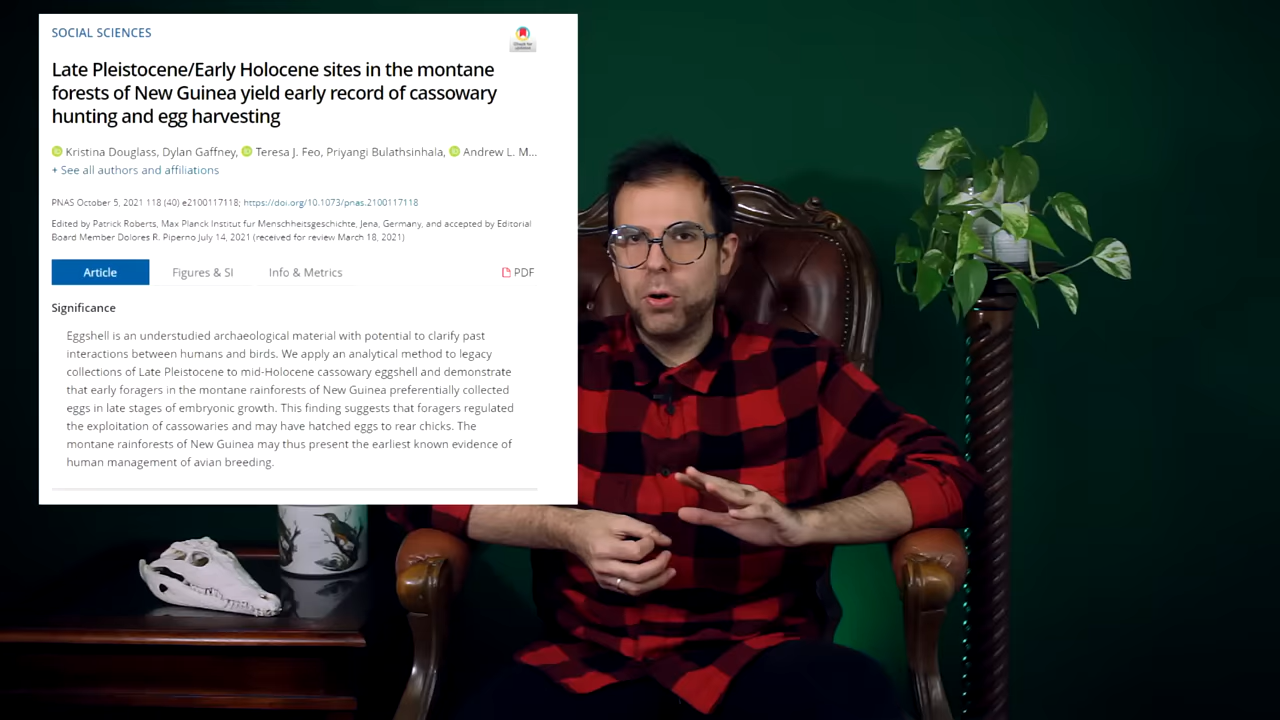 SOCIAL SCIENCES
Check for
updates
Late Pleistocene/Early Holocene sites in the montane
forests of New Guinea yield early record of cassowary
hunting and egg harvesting
Kristina Douglass, Dylan Gaffney, Teresa J. Feo, Priyangi Bulathsinhala, Andrew L. M...
+ See all authors and affiliations
PNAS October 5, 2021 118 (40) e2100117118; https://doi.org/10.1073/pnas.2100117118
Edited by Patrick Roberts, Max Planck Institut fur Menschheitsgeschichte, Jena, Germany, and accepted by Editorial
Board Member Dolores R. Piperno July 14, 2021 (received for review March 18, 2021)
Article Figures & SI Info & Metrics PDF
Significance
Eggshell is an understudied archaeological material with potential to clarify past
interactions between humans and birds. We apply an analytical method to legacy
collections of Late Pleistocene to mid-Holocene cassowary eggshell and demonstrate
that early foragers in the montane rainforests of New Guinea preferentially collected
eggs in late stages of embryonic growth. This finding suggests that foragers regulated
the exploitation of cassowaries and may have hatched eggs to rear chicks. The
montane rainforests of New Guinea may thus present the earliest known evidence of
human management of avian breeding.